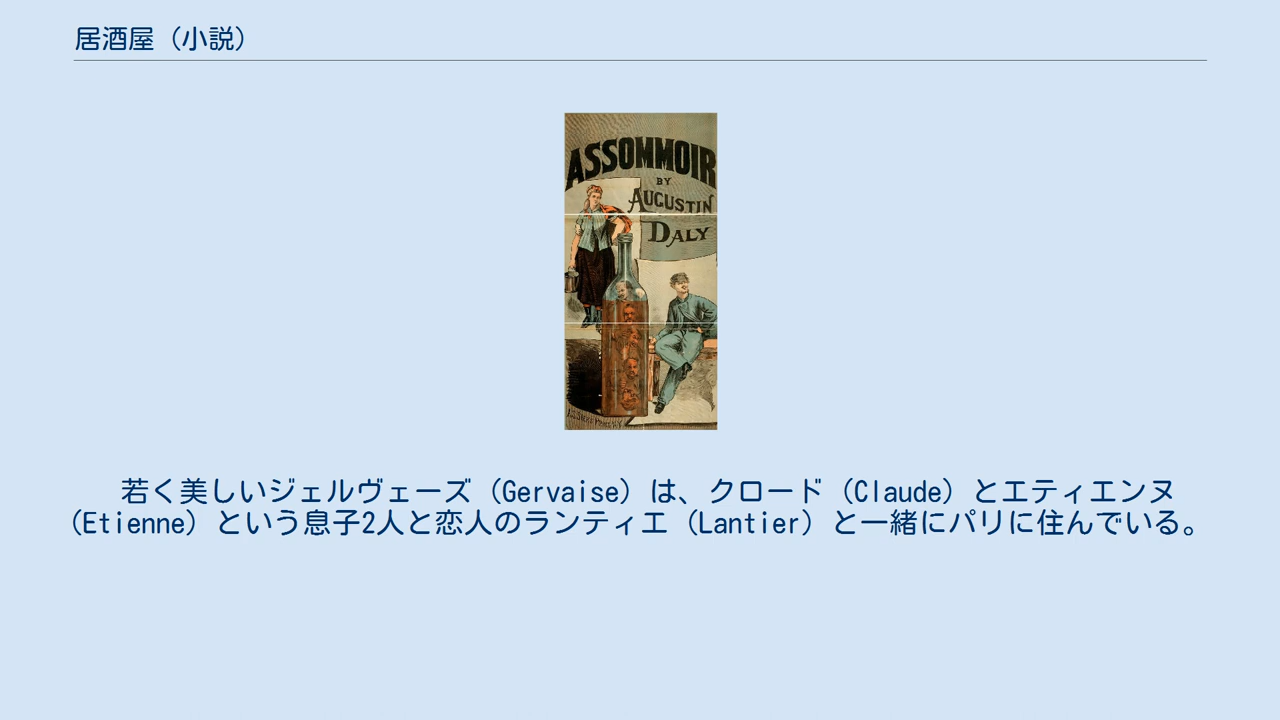 居酒屋（小説）
ASSOMMOIR
BY
AUGUSTIN
DALY
若く美しいジェルヴェーズ（Gervaise）は、クロード（Claude）とエティエンヌ
（Etienne）という息子2人と恋人のランティエ（Lantier）と一緒にパリに住んでいる。